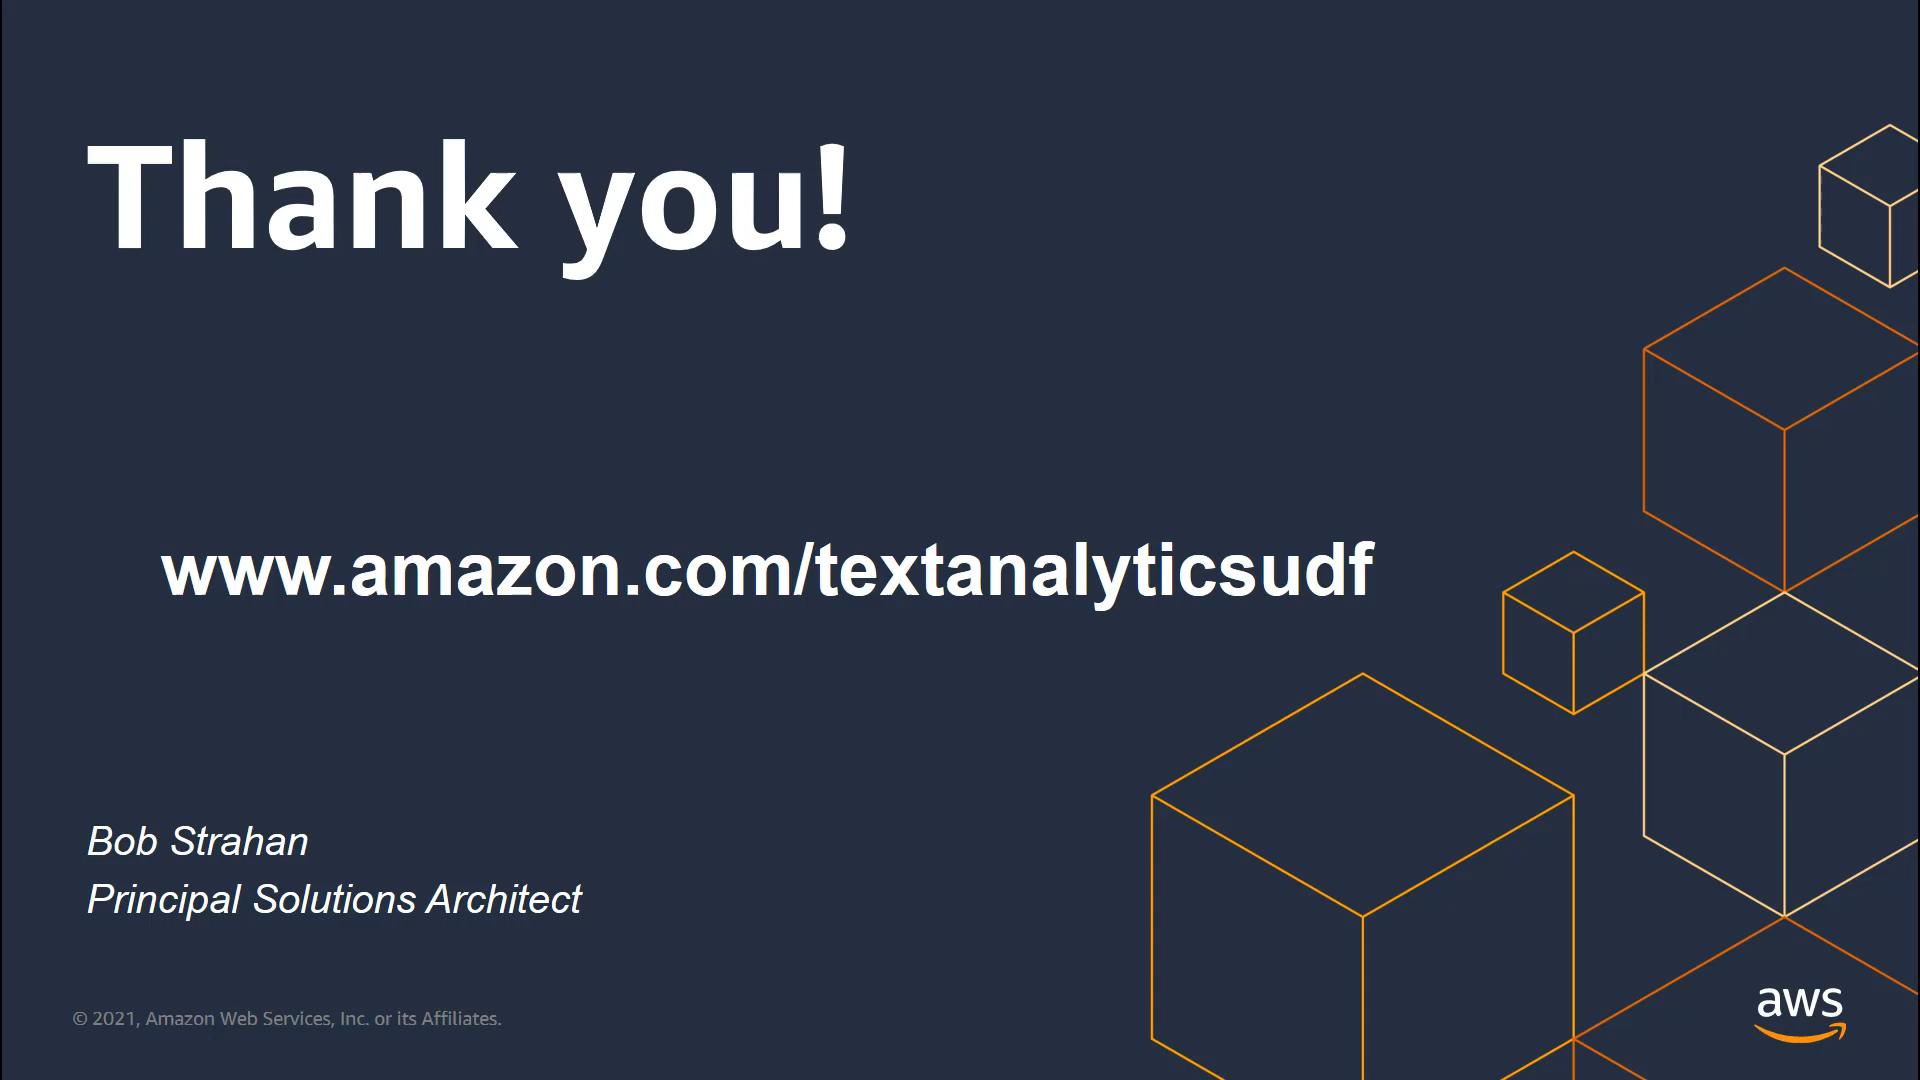 Thank you!
www.amazon.com/textanalyticsudf
Bob Strahan
Principal Solutions Architect
© 2021, Amazon Web Services, Inc. or its Affiliates.
aws